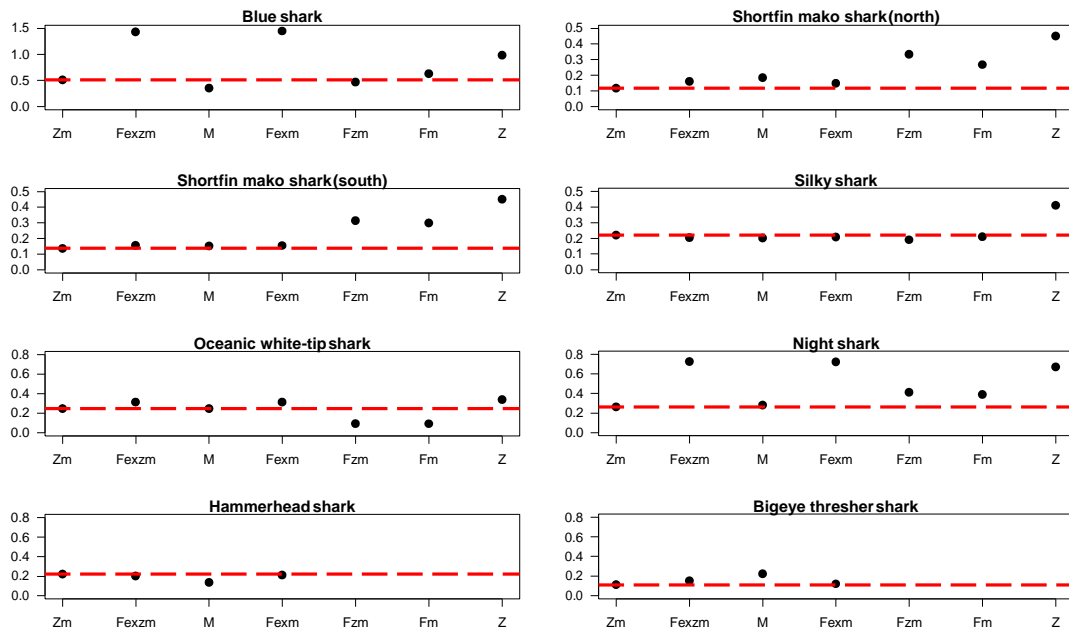 Blue shark
1.5
1.0
0.5
0.0
Zm Fexzm M Fexm Fzm Fm Z
Shortfin mako shark (north)
0.5
0.4
0.3
0.2
0.1
0.0
Zm Fexzm M Fexm Fzm Fm Z
Shortfin mako shark (south)
0.5
0.4
0.3
0.2
0.1
0.0
Zm Fexzm M Fexm Fzm Fm Z
Silky shark
0.5
0.4
0.3
0.2
0.1
0.0
Zm Fexzm M Fexm Fzm Fm Z
Oceanic white-tip shark
0.8
0.6
0.4
0.2
0.0
Zm Fexzm M Fexm Fzm Fm Z
Night shark
0.8
0.6
0.4
0.2
0.0
Zm Fexzm M Fexm Fzm Fm Z
Hammerhead shark
0.8
0.6
0.4
0.2
0.0
Zm Fexzm M Fexm Fzm Fm Z
Bigeye thresher shark
0.8
0.6
0.4
0.2
0.0
Zm Fexzm M Fexm Fzm Fm Z